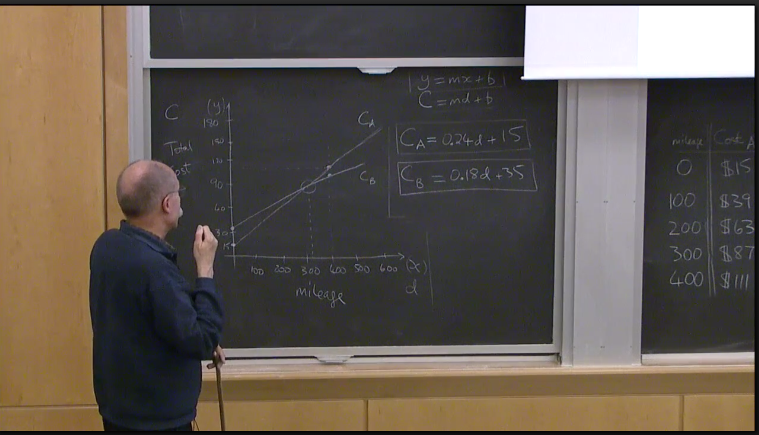 y = mx + b
C = md + b
C (y)
180
150
120
90
60
30
15
Total
C_A
C_B
C_A = 0.24d + 15
C_B = 0.18d + 35
100 200 300 400 500 600 (x)
mileage d
mileage Cost A
0 $15
100 $39
200 $63
300 $87
400 $111